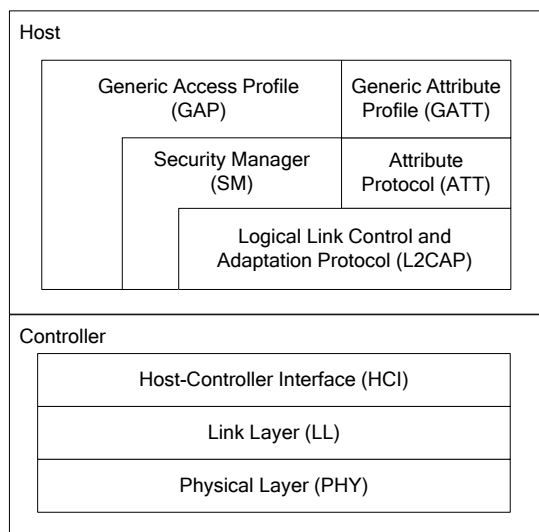 Host
Generic Access Profile
(GAP)
Generic Attribute
Profile (GATT)
Security Manager
(SM)
Attribute
Protocol (ATT)
Logical Link Control and
Adaptation Protocol (L2CAP)
Controller
Host-Controller Interface (HCI)
Link Layer (LL)
Physical Layer (PHY)